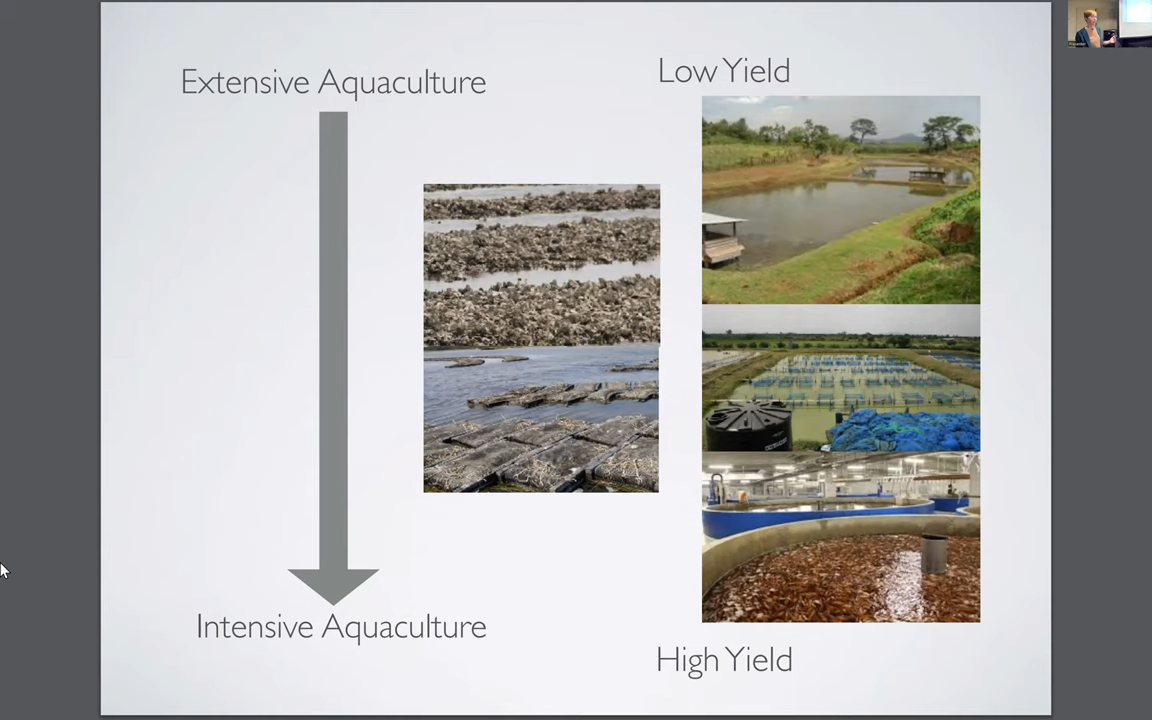 Extensive Aquaculture
Low Yield
Intensive Aquaculture
High Yield